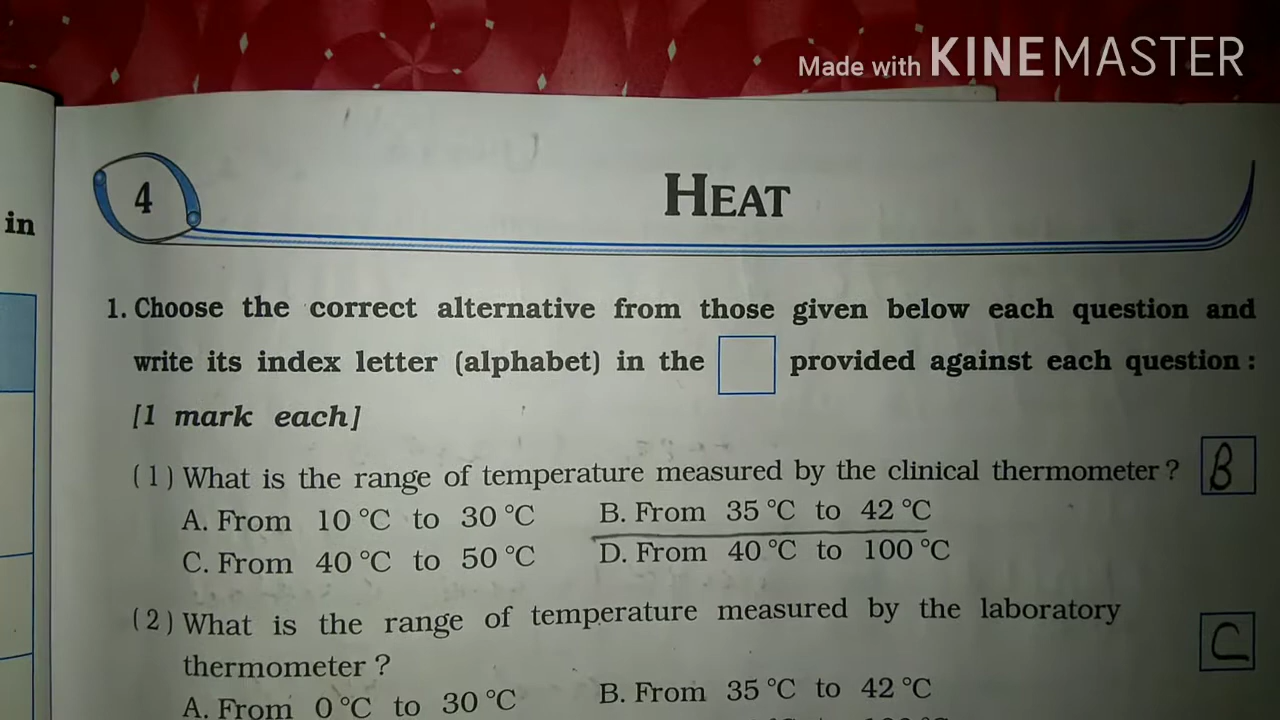 Made with KINEMASTER
4
HEAT
in
1. Choose the correct alternative from those given below each question and
write its index letter (alphabet) in the provided against each question :
[1 mark each]
(1) What is the range of temperature measured by the clinical thermometer ? B
A. From 10 °C to 30 °C B. From 35 °C to 42 °C
C. From 40 °C to 50 °C D. From 40 °C to 100 °C
(2) What is the range of temperature measured by the laboratory
thermometer ? C
A. From 0 °C to 30 °C B. From 35 °C to 42 °C